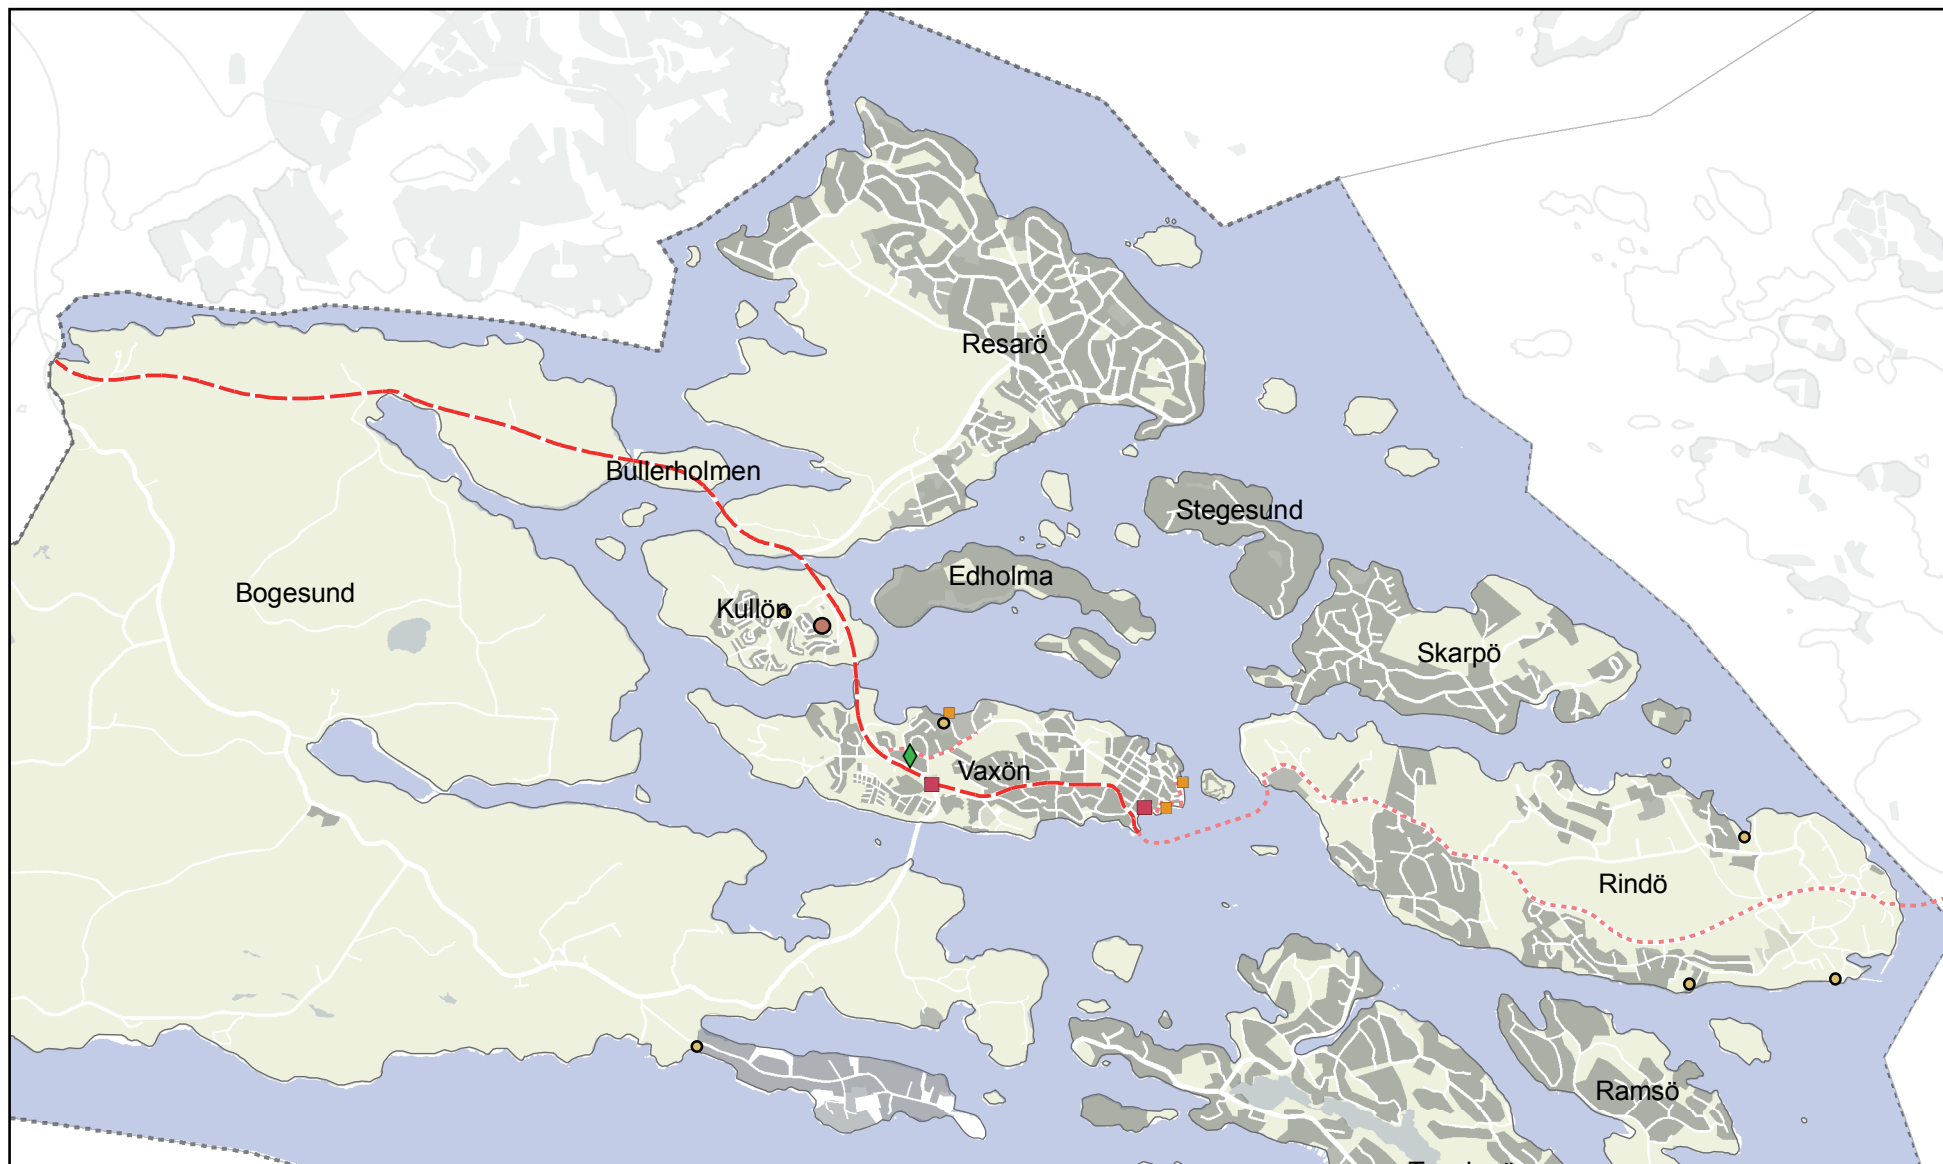 Resarö
Bullerholmen
Stegesund
Edholma
Bogesund
Kullön
Skarpö
Vaxön
Rindö
Ramsö